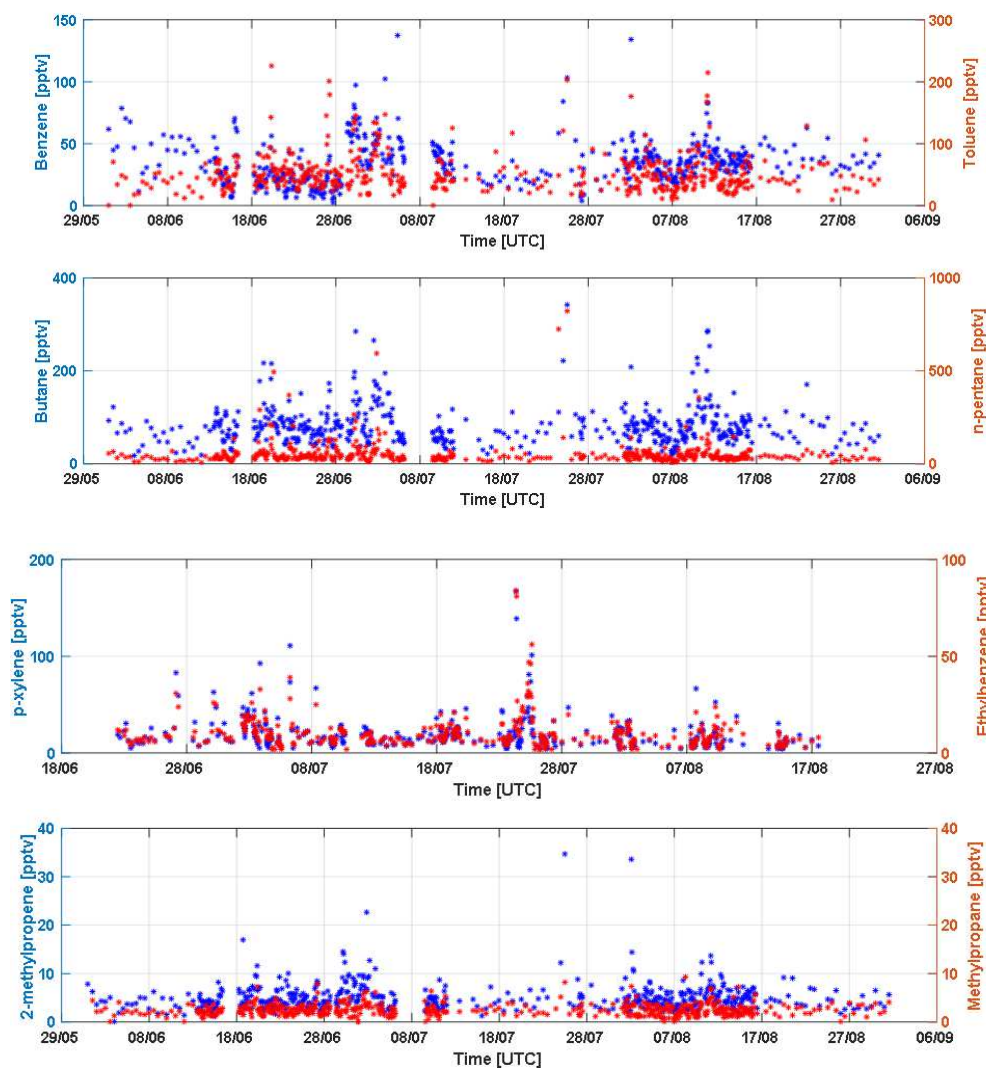 150 300
100 200
50 100
0 0
Benzene [pptv]
Toluene [pptv]
29/05 08/06 18/06 28/06 08/07 18/07 28/07 07/08 17/08 27/08 06/09
Time [UTC]
400 1000
300
200 500
100
0 0
Butane [pptv]
n-pentane [pptv]
29/05 08/06 18/06 28/06 08/07 18/07 28/07 07/08 17/08 27/08 06/09
Time [UTC]
200 100
100 50
0 0
p-xylene [pptv]
Ethylbenzene [pptv]
18/06 28/06 08/07 18/07 28/07 07/08 17/08 27/08
Time [UTC]
40 40
30 30
20 20
10 10
0 0
2-methylpropene [pptv]
Methylpropane [pptv]
29/05 08/06 18/06 28/06 08/07 18/07 28/07 07/08 17/08 27/08 06/09
Time [UTC]